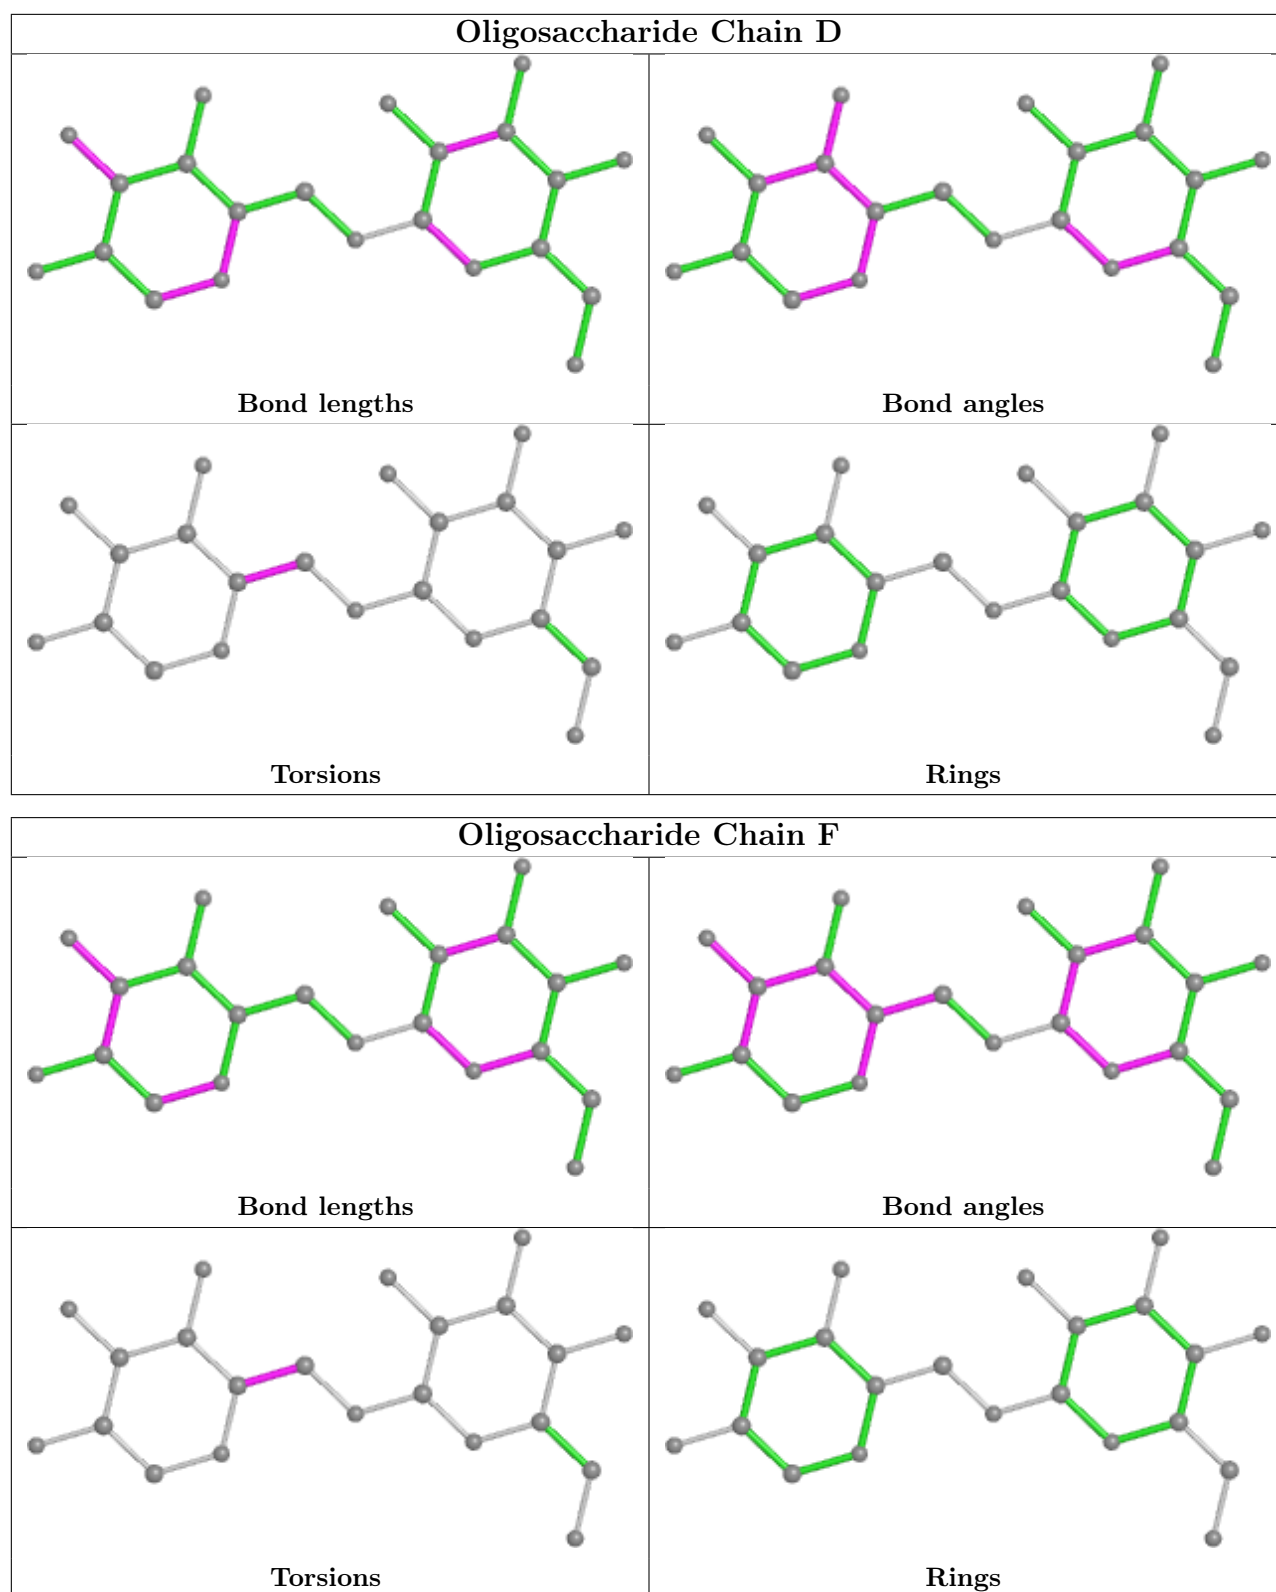 Oligosaccharide Chain D
Bond lengths
Bond angles
Torsions
Rings
Oligosaccharide Chain F
Bond lengths
Bond angles
Torsions
Rings